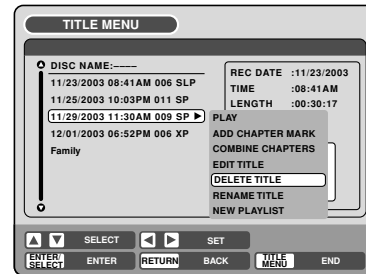 TITLE MENU
DISC NAME:----
11/23/2003 08:41AM 006 SLP
11/25/2003 10:03PM 011 SP
11/29/2003 11:30AM 009 SP
12/01/2003 06:52PM 006 XP
Family
REC DATE :11/23/2003
TIME :08:41AM
LENGTH :00:30:17
PLAY
ADD CHAPTER MARK
COMBINE CHAPTERS
EDIT TITLE
DELETE TITLE
RENAME TITLE
NEW PLAYLIST
SELECT SET
ENTER/SELECT ENTER RETURN BACK TITLE MENU END